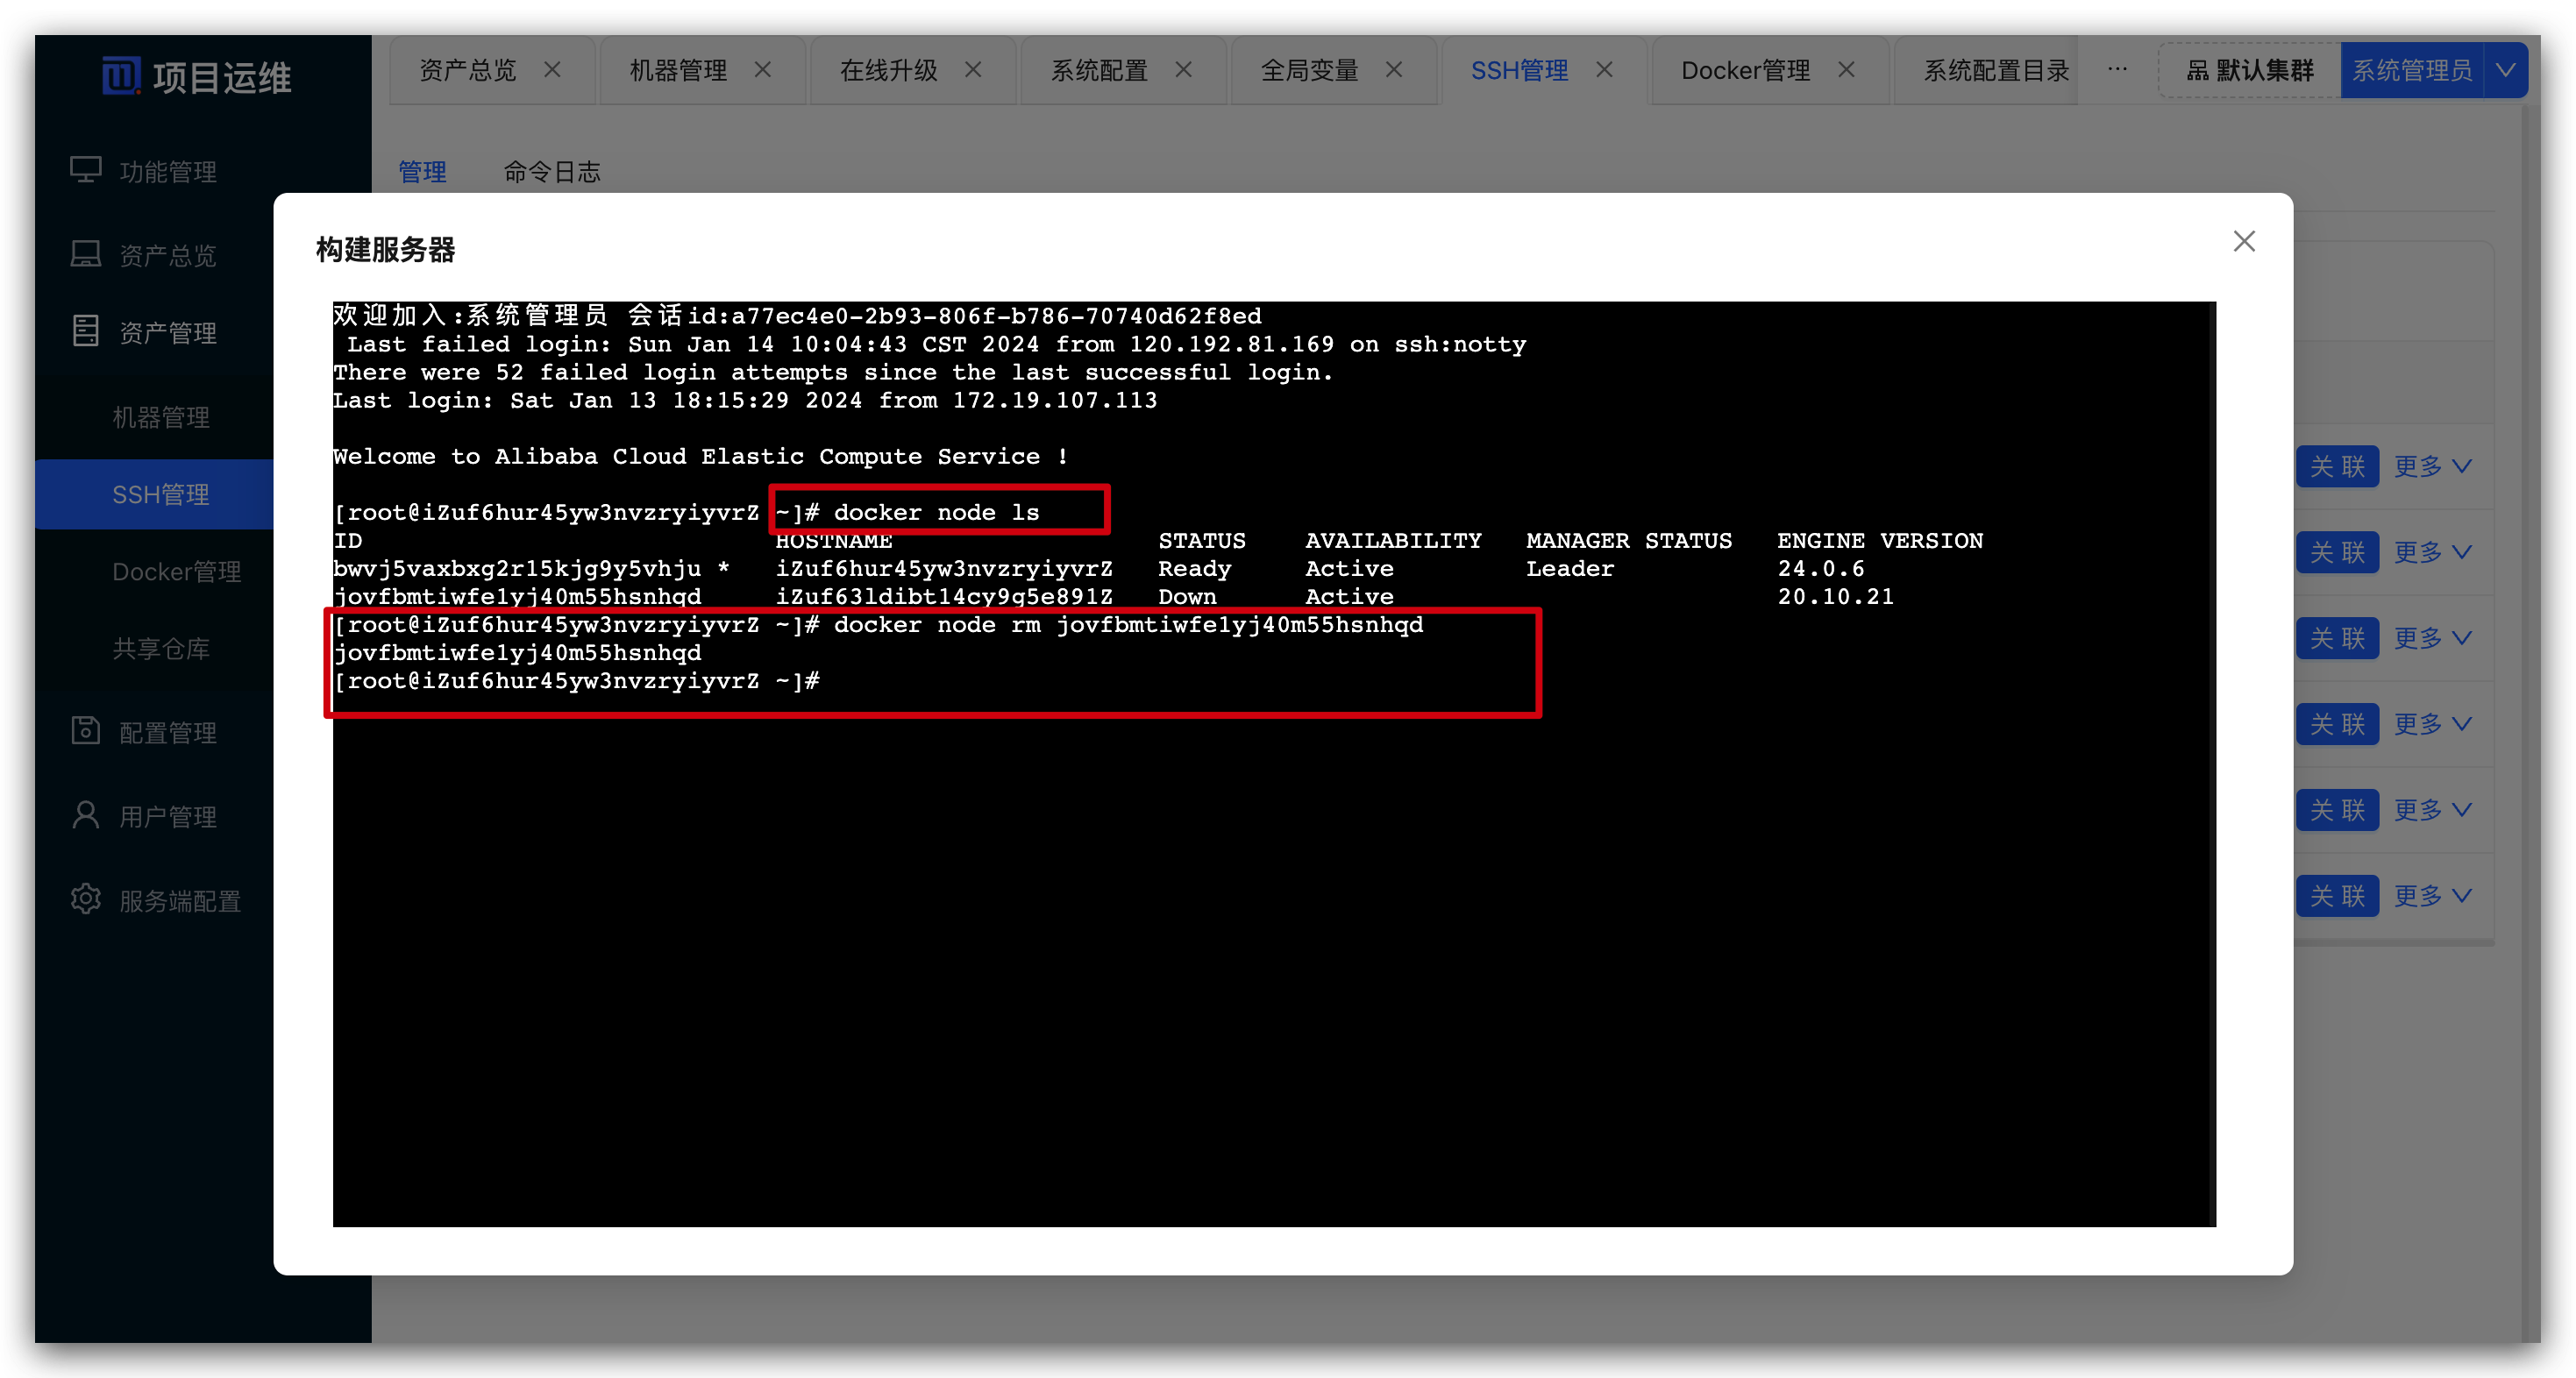 项目运维
资产总览 机器管理 在线升级 系统配置 全局变量 SSH管理 Docker管理 系统配置目录 ··· 默认集群 系统管理员
功能管理
资产总览
资产管理
机器管理
SSH管理
Docker管理
共享仓库
配置管理
用户管理
服务端配置
管理 命令日志
构建服务器
欢迎加入:系统管理员 会话id:a77ec4e0-2b93-806f-b786-70740d62f8ed
Last failed login: Sun Jan 14 10:04:43 CST 2024 from 120.192.81.169 on ssh:notty
There were 52 failed login attempts since the last successful login.
Last login: Sat Jan 13 18:15:29 2024 from 172.19.107.113
Welcome to Alibaba Cloud Elastic Compute Service !
[root@iZuf6hur45yw3nvzryiyvrZ ~]# docker node ls
ID HOSTNAME STATUS AVAILABILITY MANAGER STATUS ENGINE VERSION
bwvj5vaxbxg2r15kjg9y5vhju * iZuf6hur45yw3nvzryiyvrZ Ready Active Leader 24.0.6
jovfbmtiwfe1yj40m55hsnhqd iZuf63ldibt14cy9g5e891Z Down Active 20.10.21
[root@iZuf6hur45yw3nvzryiyvrZ ~]# docker node rm jovfbmtiwfe1yj40m55hsnhqd
jovfbmtiwfe1yj40m55hsnhqd
[root@iZuf6hur45yw3nvzryiyvrZ ~]#
关联 更多
关联 更多
关联 更多
关联 更多
关联 更多
关联 更多